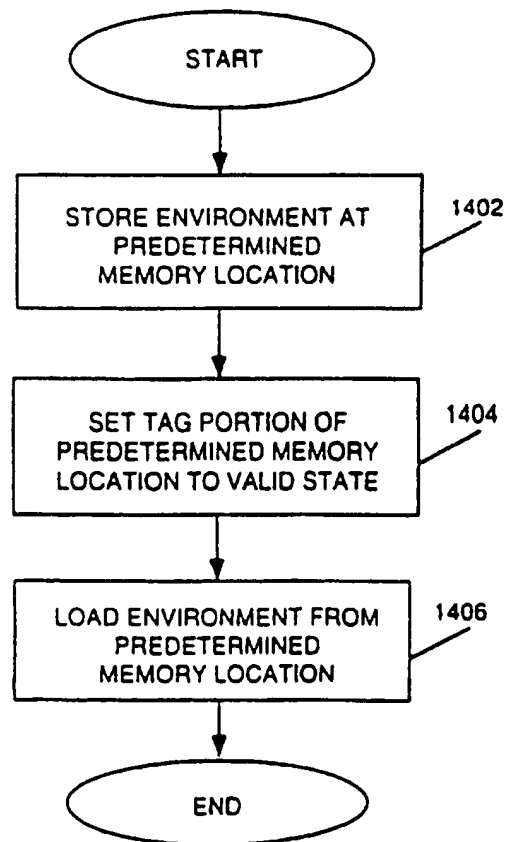 START
STORE ENVIRONMENT AT
PREDETERMINED
MEMORY LOCATION
1402
SET TAG PORTION OF
PREDETERMINED MEMORY
LOCATION TO VALID STATE
1404
LOAD ENVIRONMENT FROM
PREDETERMINED
MEMORY LOCATION
1406
END